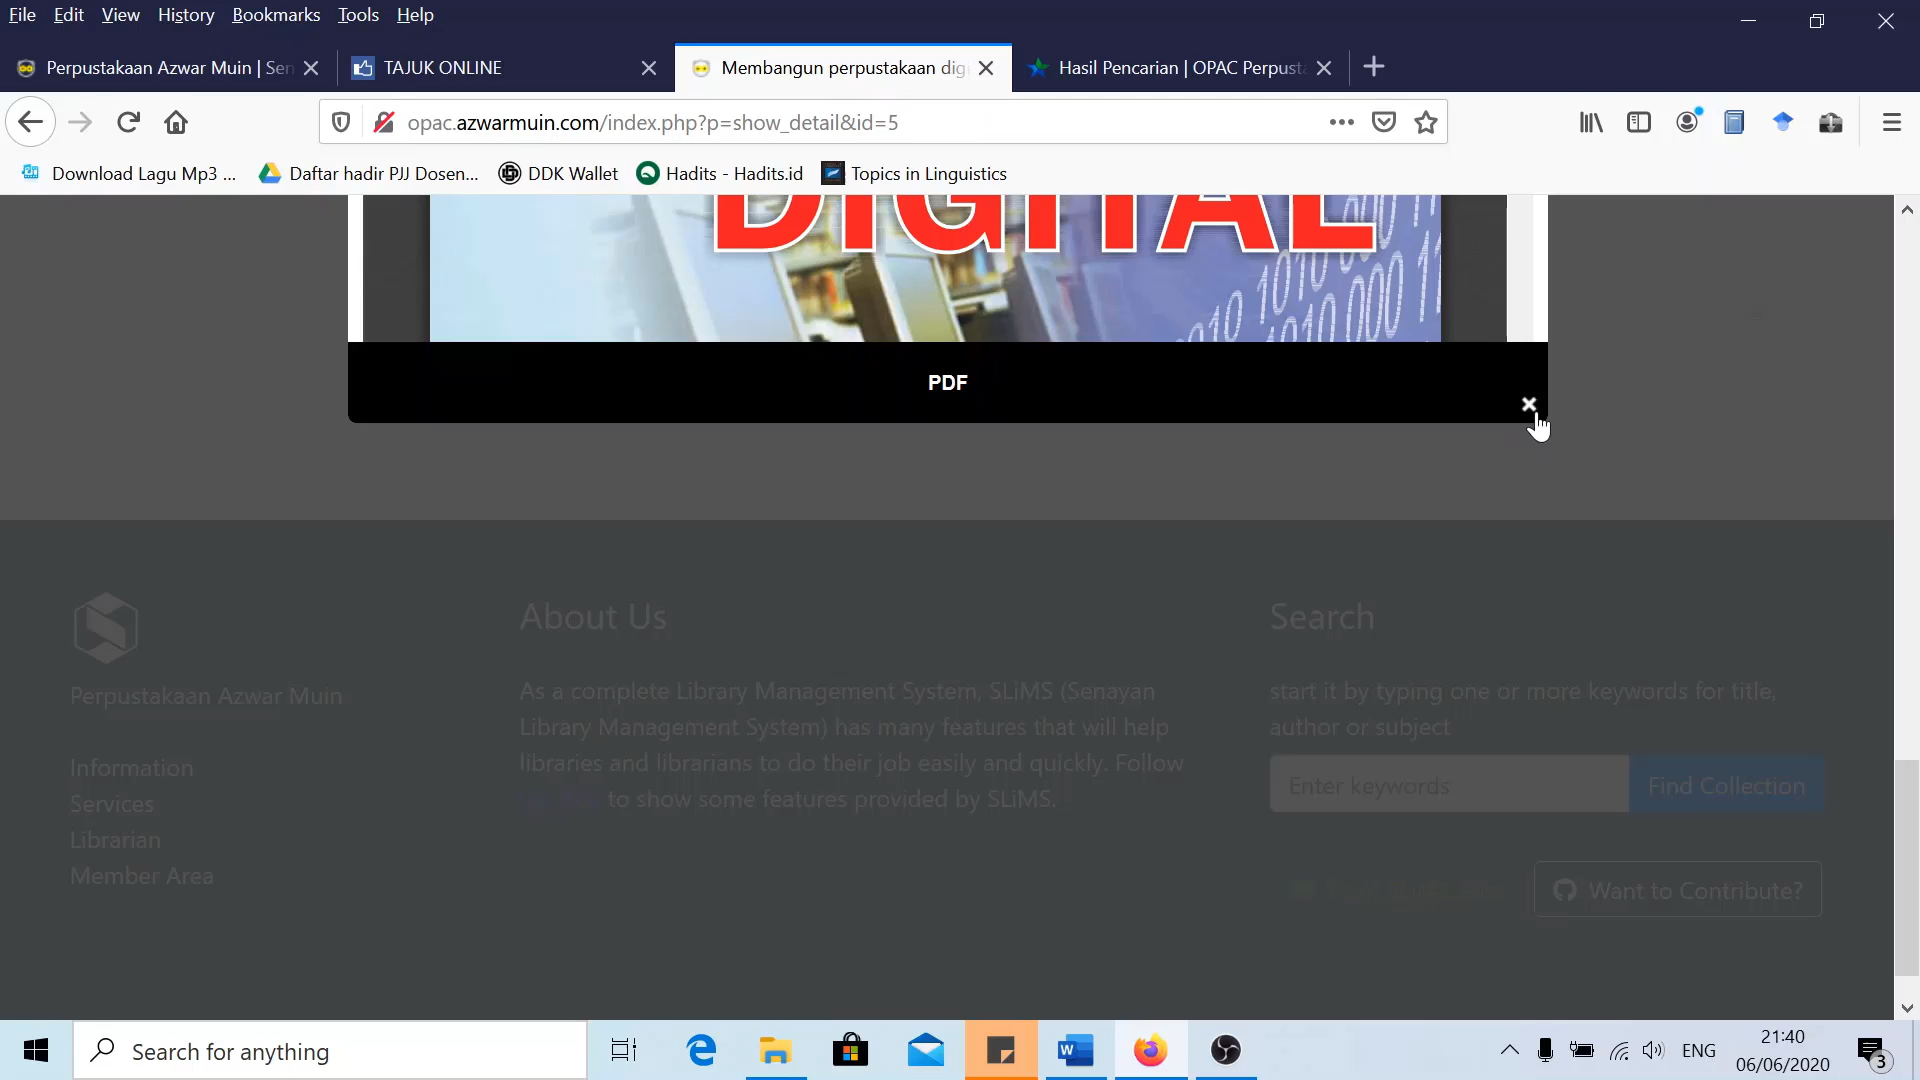 File Edit View History Bookmarks Tools Help
Perpustakaan Azwar Muin | Sen
TAJUK ONLINE
Membangun perpustakaan dig
Hasil Pencarian | OPAC Perpust
opac.azwarmuin.com/index.php?p=show_detail&id=5
Download Lagu Mp3 ...
Daftar hadir PJJ Dosen...
DDK Wallet
Hadits - Hadits.id
Topics in Linguistics
DIGITAL
PDF
Perpustakaan Azwar Muin
Information
Services
Librarian
Member Area
About Us
As a complete Library Management System, SLiMS (Senayan
Library Management System) has many features that will help
libraries and librarians to do their job easily and quickly. Follow
to show some features provided by SLiMS.
Search
start it by typing one or more keywords for title,
author or subject
Enter keywords
Find Collection
Want to Contribute?
Search for anything
ENG
21:40
06/06/2020
3